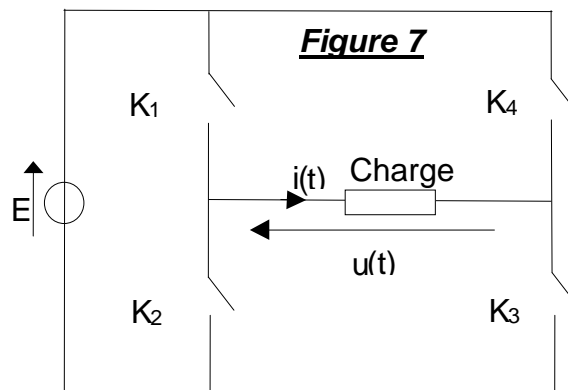 Figure 7
K1
K4
i(t)
Charge
E
u(t)
K2
K3